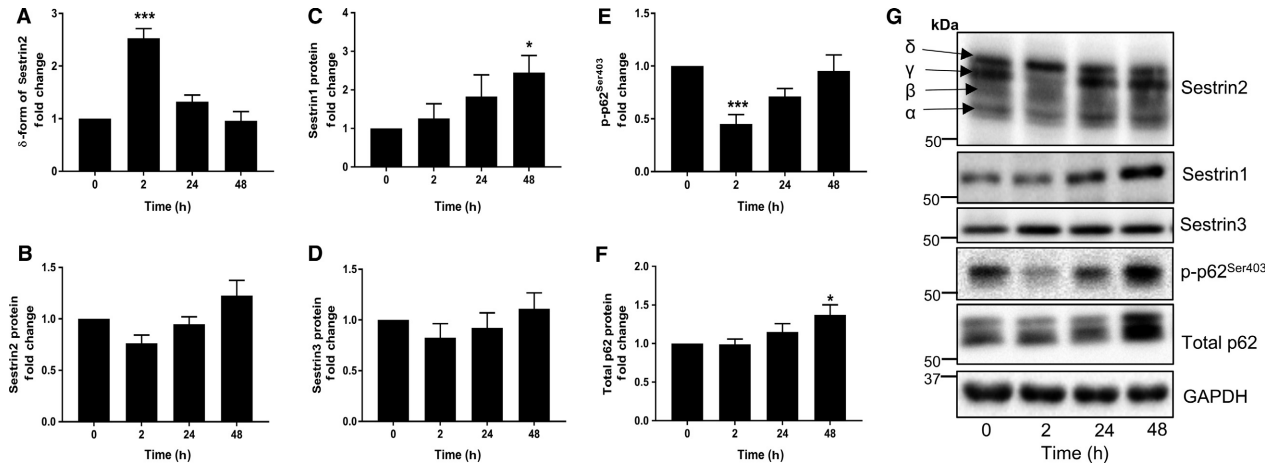 A
δ-form of Sestrin2
fold change
3
2
1
0
***
0 2 24 48
Time (h)
B
Sestrin2 protein
fold change
1.5
1.0
0.5
0.0
0 2 24 48
Time (h)
C
Sestrin1 protein
fold change
4
3
2
1
0
*
0 2 24 48
Time (h)
D
Sestrin3 protein
fold change
1.5
1.0
0.5
0.0
0 2 24 48
Time (h)
E
p-p62Ser403
fold change
1.5
1.0
0.5
0.0
***
0 2 24 48
Time (h)
F
Total p62 protein
fold change
2.0
1.5
1.0
0.5
0.0
*
0 2 24 48
Time (h)
G
kDa
δ
γ
β
α
50
Sestrin2
Sestrin1
50
Sestrin3
50
p-p62Ser403
50
Total p62
50
37
GAPDH
0 2 24 48
Time (h)